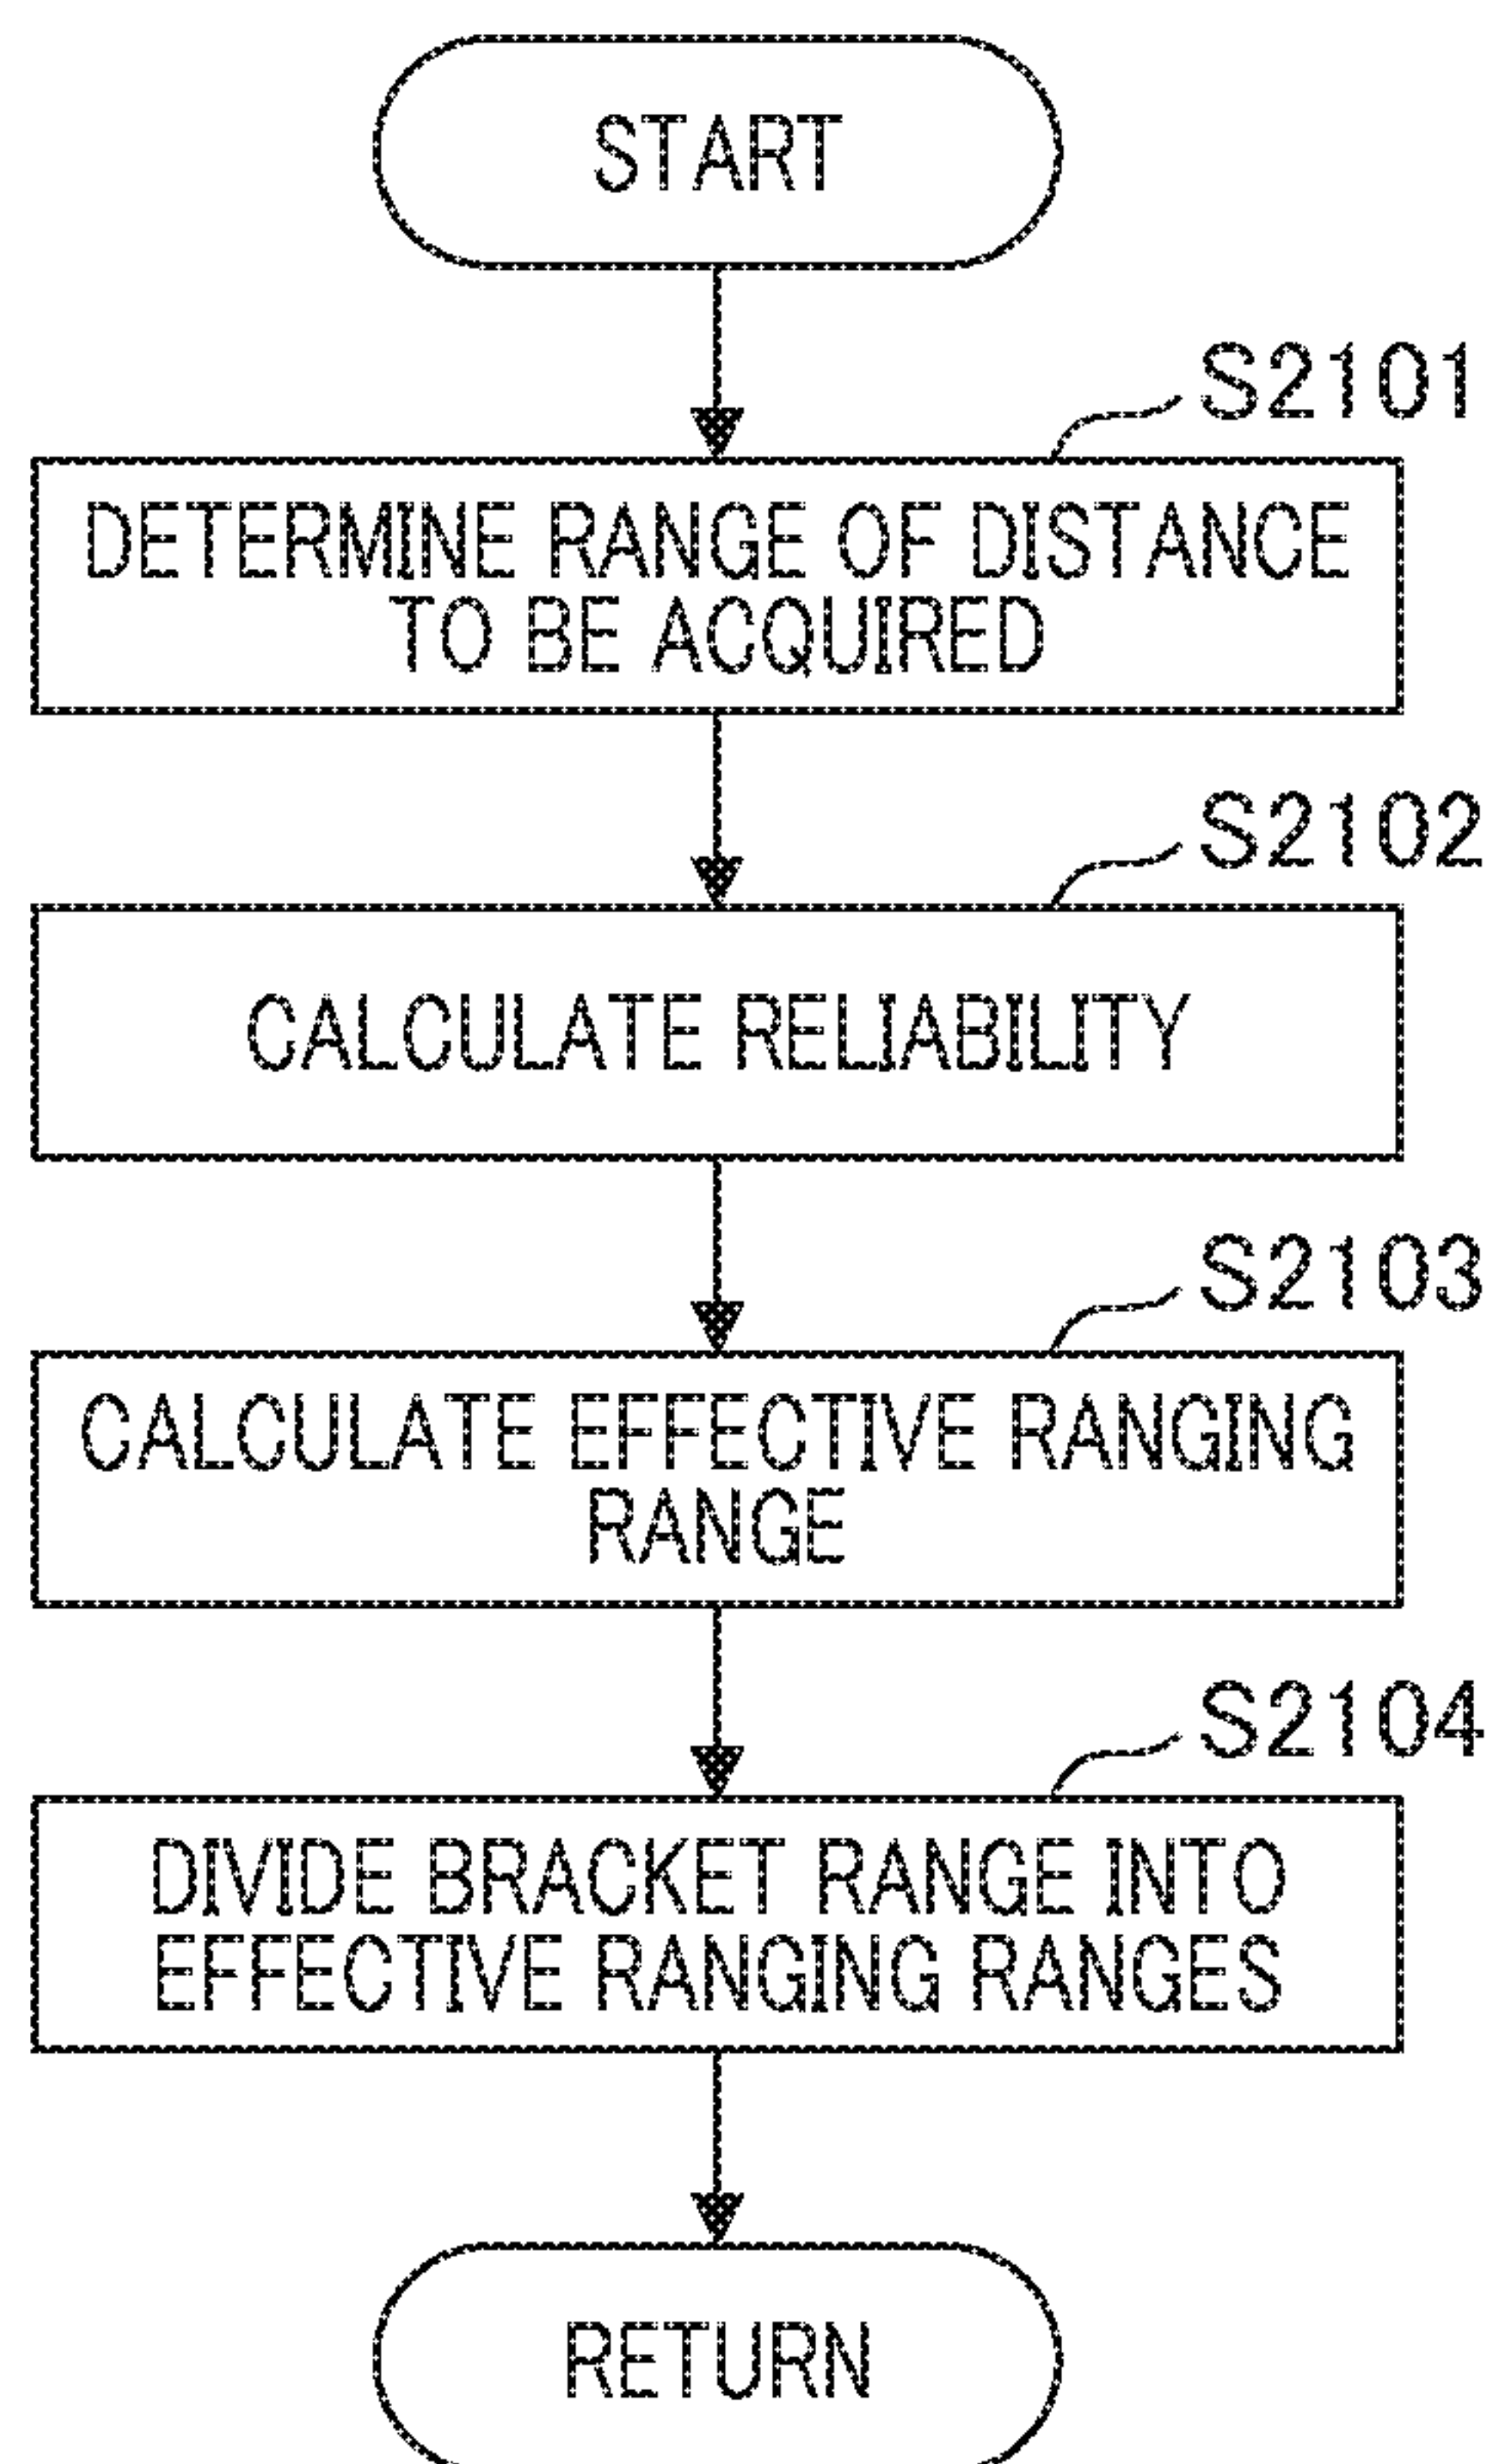 START
S2101
DETERMINE RANGE OF DISTANCE
TO BE ACQUIRED
S2102
CALCULATE RELIABILITY
S2103
CALCULATE EFFECTIVE RANGING
RANGE
S2104
DIVIDE BRACKET RANGE INTO
EFFECTIVE RANGING RANGES
RETURN